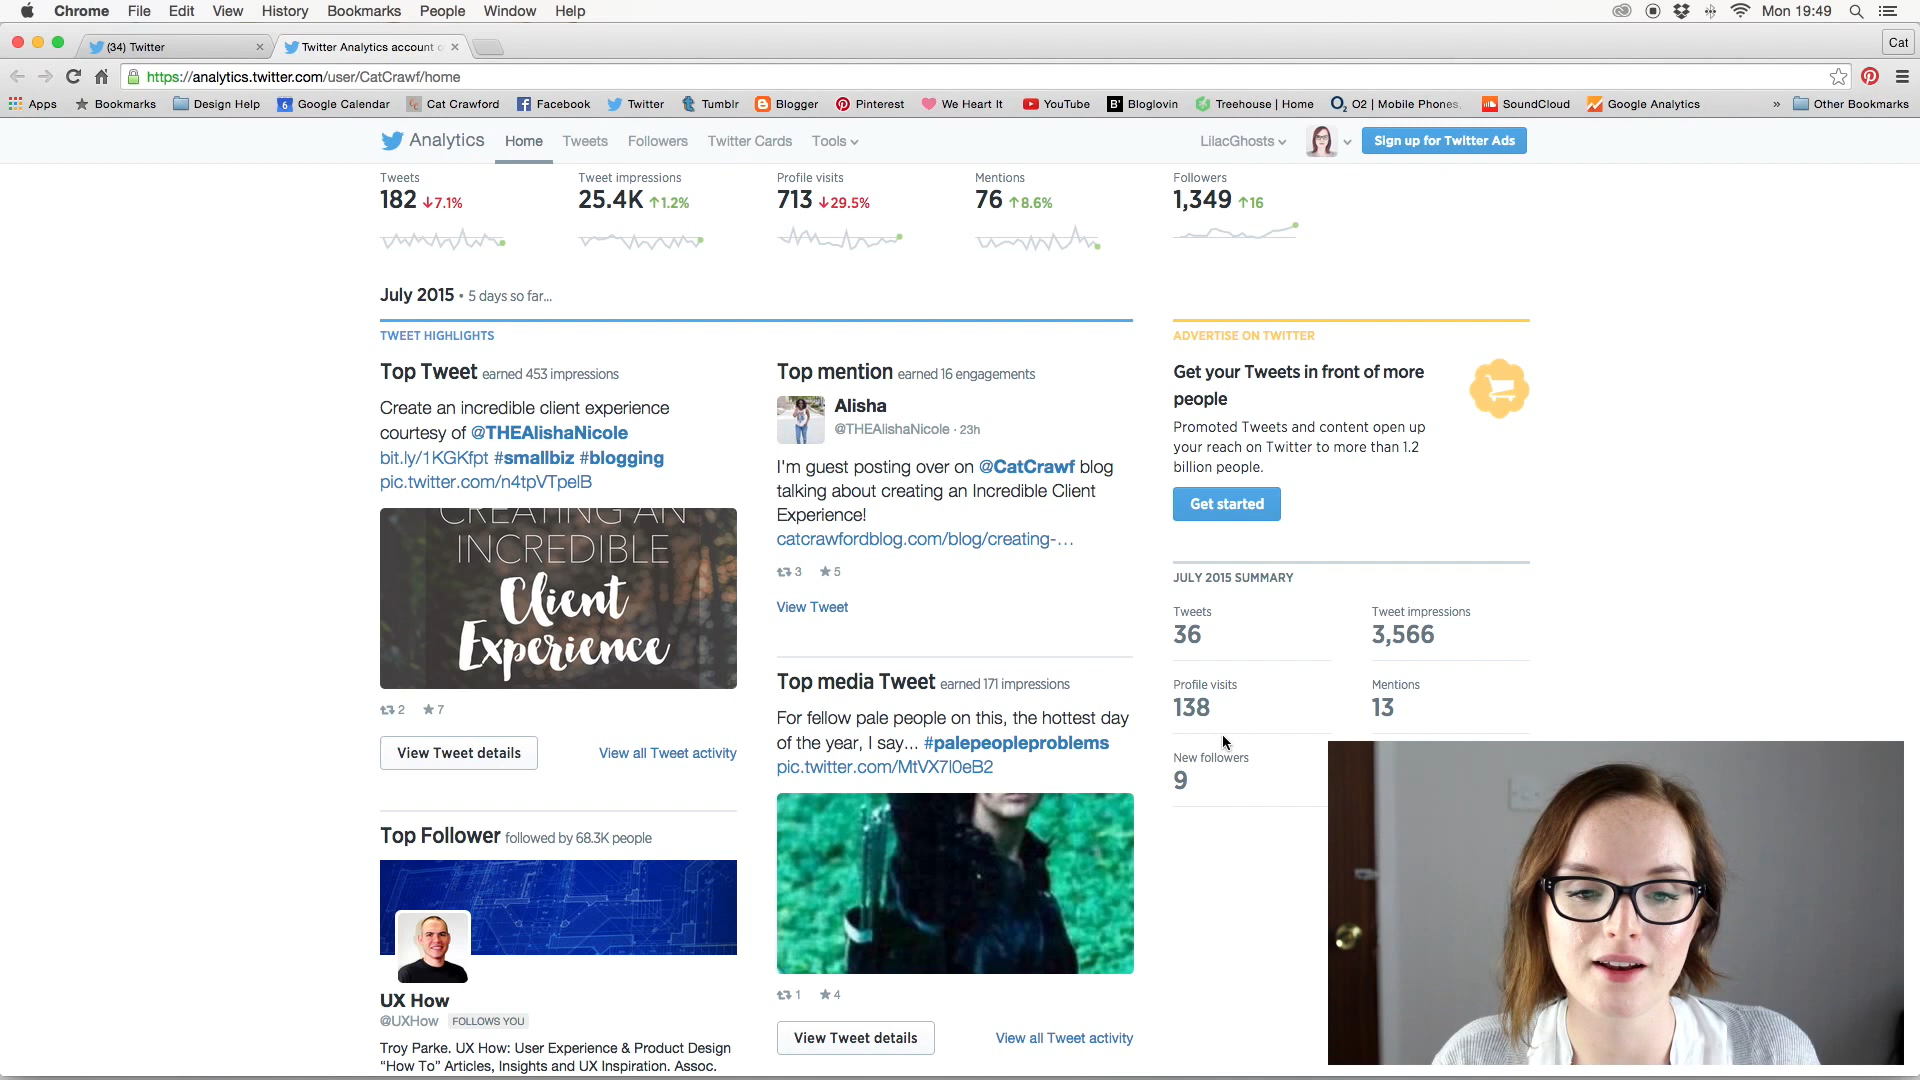 Chrome File Edit View History Bookmarks People Window Help
Mon 19:49
(34) Twitter
Twitter Analytics account o
Cat
https://analytics.twitter.com/user/CatCrawf/home
Apps Bookmarks Design Help 6 Google Calendar Cat Crawford Facebook Twitter Tumblr Blogger Pinterest We Heart It YouTube Bloglovin Treehouse | Home O2 | Mobile Phones, SoundCloud Google Analytics » Other Bookmarks
Analytics Home Tweets Followers Twitter Cards Tools LilacGhosts Sign up for Twitter Ads
Tweets Tweet impressions Profile visits Mentions Followers
182 ↓7.1% 25.4K ↑1.2% 713 ↓29.5% 76 ↑8.6% 1,349 ↑16
July 2015 • 5 days so far...
TWEET HIGHLIGHTS
Top Tweet earned 453 impressions
Create an incredible client experience
courtesy of @THEAlishaNicole
bit.ly/1KGKfpt #smallbiz #blogging
pic.twitter.com/n4tpVTpelB
CREATING AN
INCREDIBLE
Client
Experience
2 7
View Tweet details View all Tweet activity
Top Follower followed by 68.3K people
UX How
@UXHow FOLLOWS YOU
Troy Parke. UX How: User Experience & Product Design
“How To” Articles, Insights and UX Inspiration. Assoc.
Top mention earned 16 engagements
Alisha
@THEAlishaNicole · 23h
I'm guest posting over on @CatCrawf blog
talking about creating an Incredible Client
Experience!
catcrawfordblog.com/blog/creating-…
3 5
View Tweet
Top media Tweet earned 171 impressions
For fellow pale people on this, the hottest day
of the year, I say... #palepeopleproblems
pic.twitter.com/MtVX7l0eB2
1 4
View Tweet details View all Tweet activity
ADVERTISE ON TWITTER
Get your Tweets in front of more
people
Promoted Tweets and content open up
your reach on Twitter to more than 1.2
billion people.
Get started
JULY 2015 SUMMARY
Tweets Tweet impressions
36 3,566
Profile visits Mentions
138 13
New followers
9